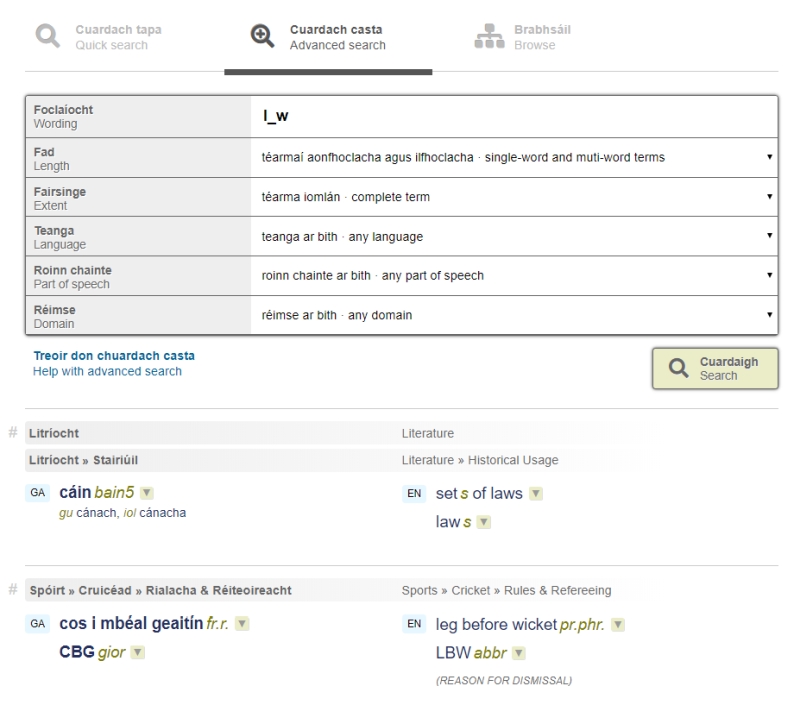 Cuardach tapa
Quick search
Cuardach casta
Advanced search
Brabhsáil
Browse
Foclaíocht
Wording
l_w
Fad
Length
téarmaí aonfhoclacha agus ilfhoclacha · single-word and muti-word terms
Fairsinge
Extent
téarma iomlán · complete term
Teanga
Language
teanga ar bith · any language
Roinn chainte
Part of speech
roinn chainte ar bith · any part of speech
Réimse
Domain
réimse ar bith · any domain
Treoir don chuardach casta
Help with advanced search
Cuardaigh
Search
# Litríocht Literature
Litríocht » Stairiúil Literature » Historical Usage
GA cáin bain5 EN set s of laws
gu cánach, iol cánacha
law s
# Spóirt » Cruicéad » Rialacha & Réiteoireacht Sports » Cricket » Rules & Refereeing
GA cos i mbéal geaitín fr.r. EN leg before wicket pr.phr.
CBG gior LBW abbr
(REASON FOR DISMISSAL)